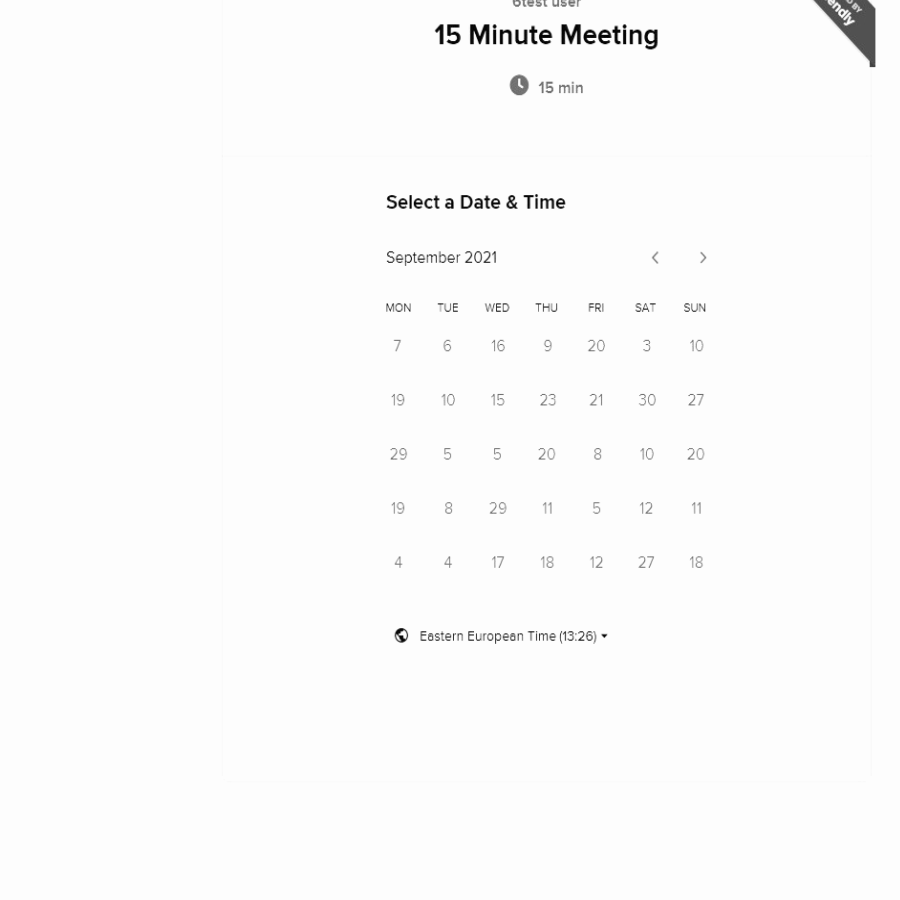 6test user
15 Minute Meeting
15 min
Select a Date & Time
September 2021
MON TUE WED THU FRI SAT SUN
7 6 16 9 20 3 10
19 10 15 23 21 30 27
29 5 5 20 8 10 20
19 8 29 11 5 12 11
4 4 17 18 12 27 18
Eastern European Time (13:26)